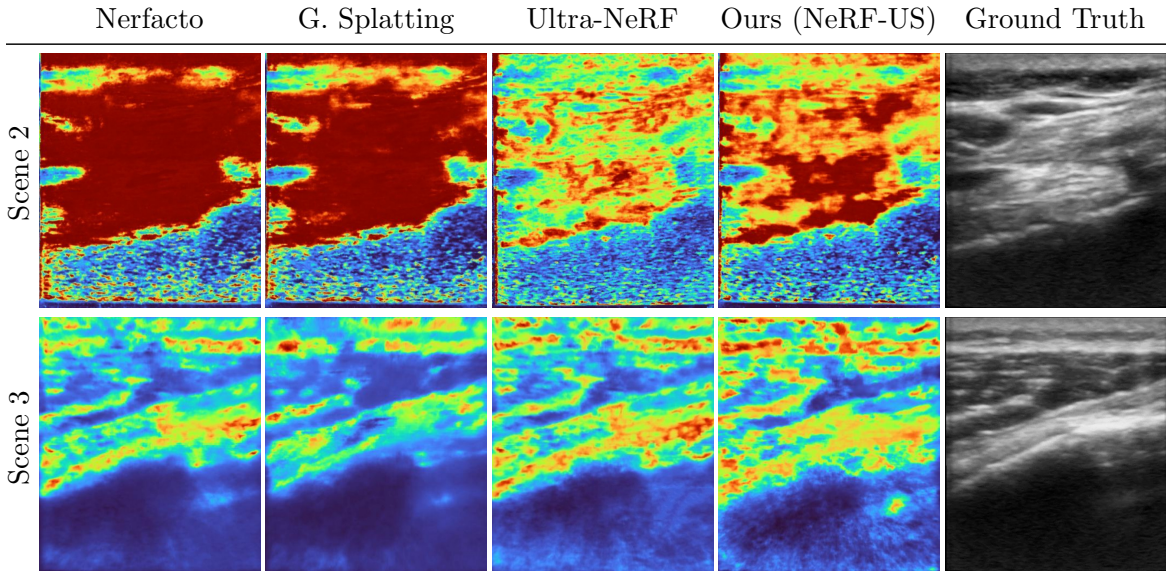 Nerfacto G. Splatting Ultra-NeRF Ours (NeRF-US) Ground Truth
Scene 2
Scene 3